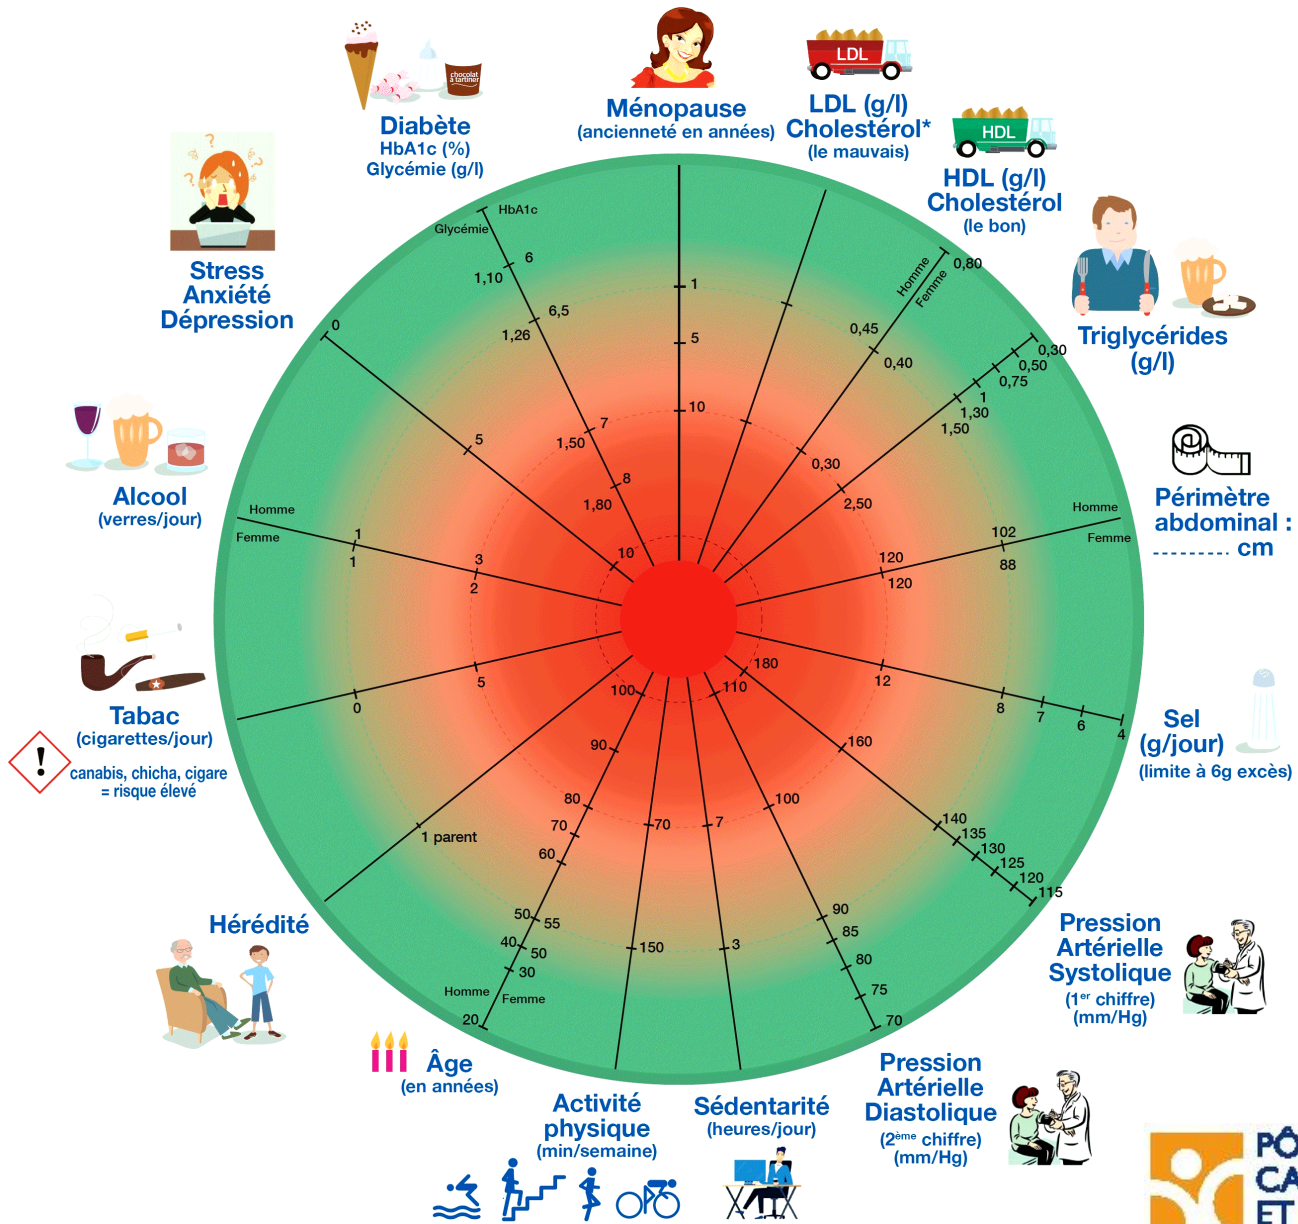 chocolat
à tartiner
Diabète
HbA1c (%)
Glycémie (g/l)
Ménopause
(ancienneté en années)
LDL
LDL (g/l)
Cholestérol*
(le mauvais)
HDL
HDL (g/l)
Cholestérol
(le bon)
Triglycérides
(g/l)
Périmètre
abdominal :
cm
Sel
(g/jour)
(limite à 6g excès)
Pression
Artérielle
Systolique
(1er chiffre)
(mm/Hg)
Pression
Artérielle
Diastolique
(2ème chiffre)
(mm/Hg)
Sédentarité
(heures/jour)
Activité
physique
(min/semaine)
Âge
(en années)
Hérédité
Tabac
(cigarettes/jour)
!
canabis, chicha, cigare
= risque élevé
Alcool
(verres/jour)
Stress
Anxiété
Dépression
HbA1c
Glycémie
6
1,10
6,5
1,26
7
1,50
8
1,80
1
5
10
Homme
Femme
0,80
0,45
0,40
0,30
0,30
0,50
0,75
1
1,30
1,50
2,50
Homme
Femme
102
88
120
120
12
8
7
6
4
180
160
140
135
130
125
120
115
110
100
90
85
80
75
70
7
3
70
150
100
90
80
70
60
50
55
40
50
30
Homme
Femme
20
1 parent
5
0
Homme
Femme
1
1
3
2
0
5
10
PÔ
CA
ET